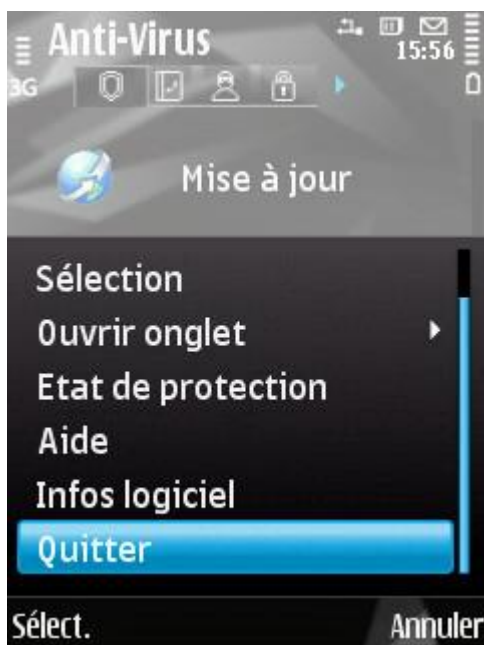 Anti-Virus
15:56
3G
Mise à jour
Sélection
Ouvrir onglet
Etat de protection
Aide
Infos logiciel
Quitter
Sélect.
Annuler